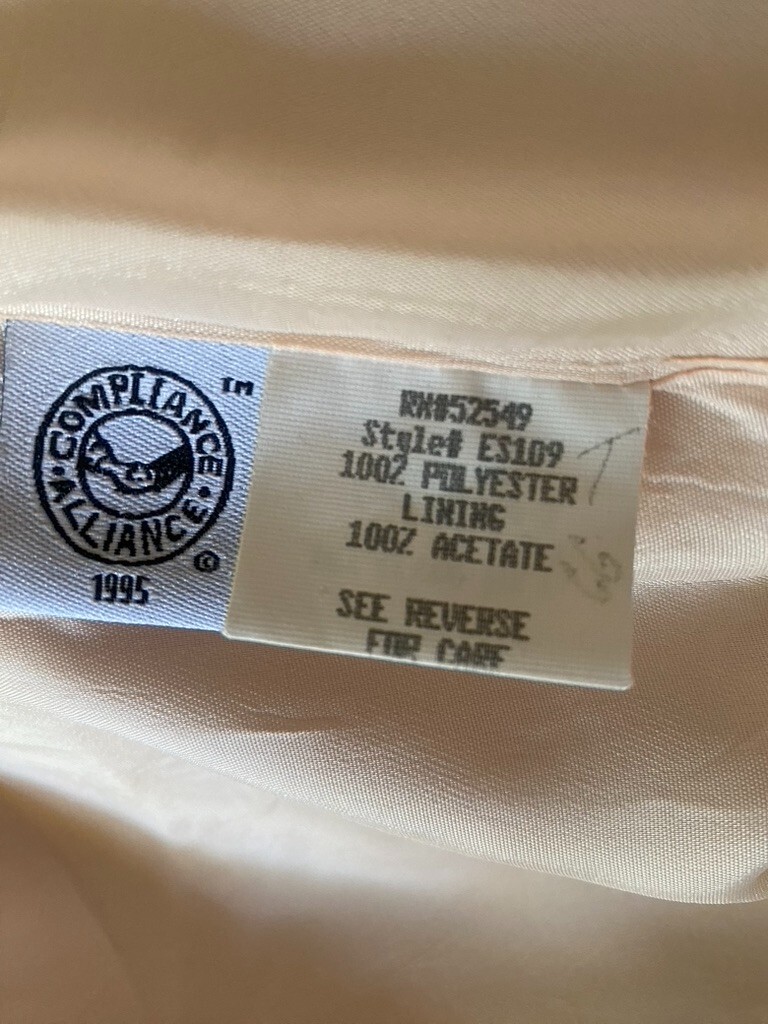 COMPLIANCE
ALLIANCE
TM
©
1995
RN#52549
Style# ES109
100% POLYESTER
LINING
100% ACETATE
SEE REVERSE
FOR CARE